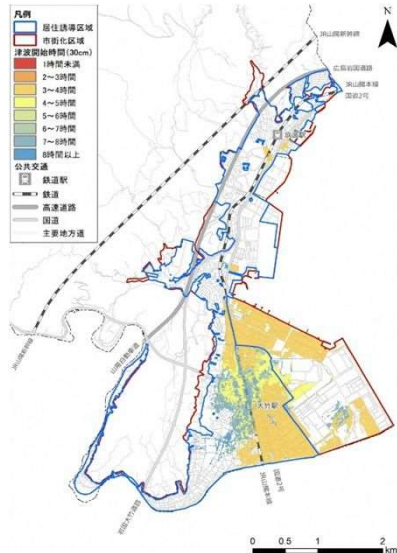 凡例
居住誘導区域
市街化区域
津波開始時間(30cm)
1時間未満
2～3時間
3～4時間
4～5時間
5～6時間
6～7時間
7～8時間
8時間以上
公共交通
鉄道駅
鉄道
高速道路
国道
主要地方道
N
JR山陽新幹線
広島岩国道路
JR山陽本線
国道2号
JR山陽新幹線
山陽自動車道
大竹駅
岩国大竹道路
国道2号
JR山陽本線
0 0.5 1 2
km